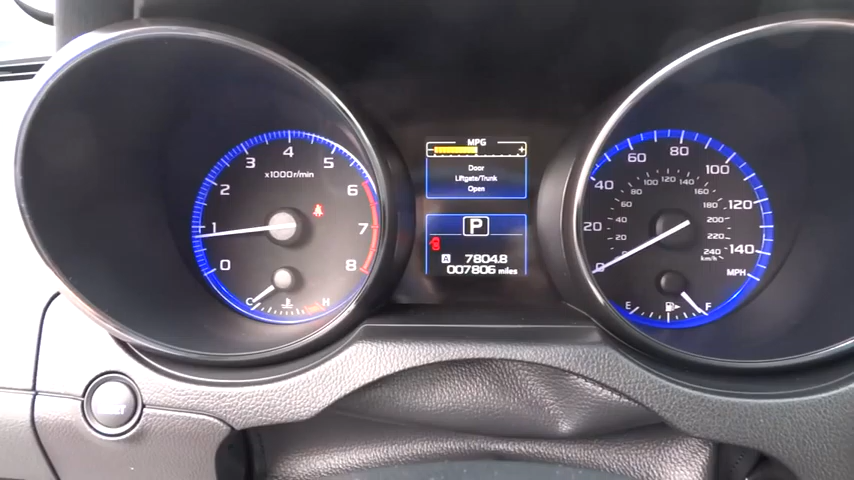 0
1
2
3
4
5
6
7
8
x1000r/min
C
H
MPG
- +
Door
Liftgate/Trunk
Open
P
A 7804.8
007806 miles
0
20
40
60
80
100
120
140
MPH
20
40
60
80
100
120
140
160
180
200
220
240
km/h
E
F